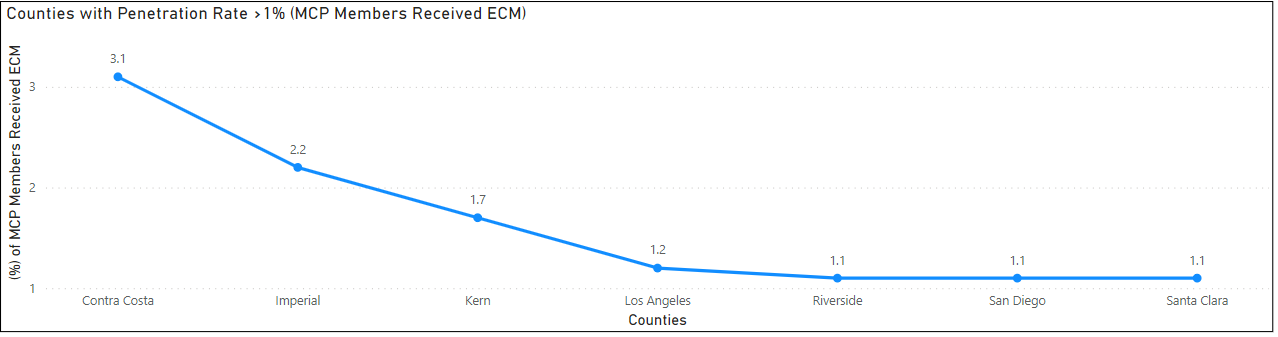 Counties with Penetration Rate >1% (MCP Members Received ECM)
(%) of MCP Members Received ECM
3.1
3
2.2
2
1.7
1.2
1.1
1.1
1.1
1
Contra Costa
Imperial
Kern
Los Angeles
Riverside
San Diego
Santa Clara
Counties